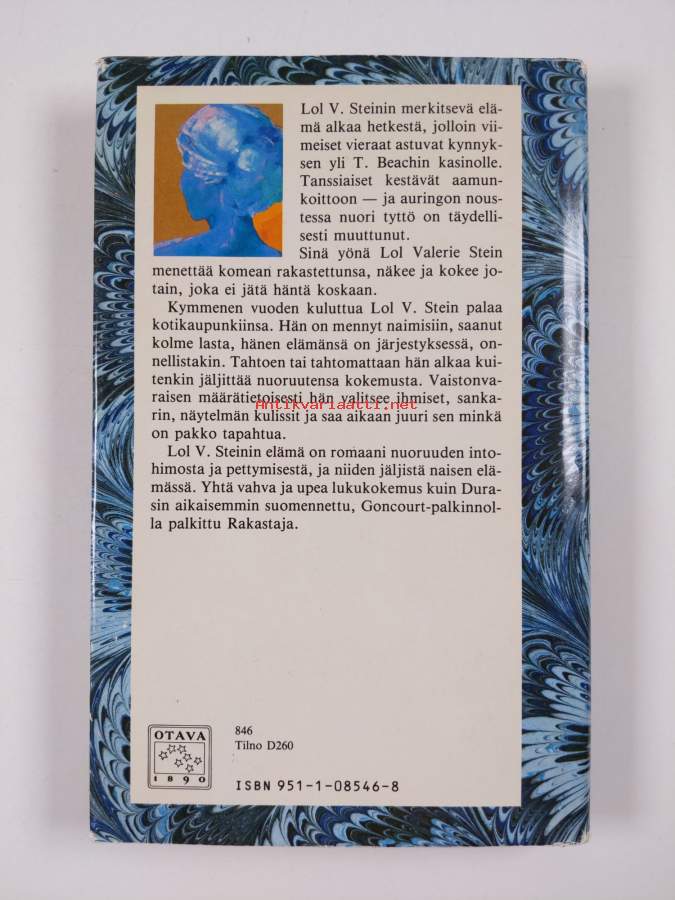 Lol V. Steinin merkitsevä elä-
mä alkaa hetkestä, jolloin vii-
meiset vieraat astuvat kynnyk-
sen yli T. Beachin kasinolle.
Tanssiaiset kestävät aamun-
koittoon — ja auringon nous-
tessa nuori tyttö on täydelli-
sesti muuttunut.
Sinä yönä Lol Valerie Stein
menettää komean rakastettunsa, näkee ja kokee jo-
tain, joka ei jätä häntä koskaan.
Kymmenen vuoden kuluttua Lol V. Stein palaa
kotikaupunkiinsa. Hän on mennyt naimisiin, saanut
kolme lasta, hänen elämänsä on järjestyksessä, on-
nellistakin. Tahtoen tai tahtomattaan hän alkaa kui-
tenkin jäljittää nuoruutensa kokemusta. Vaistonva-
raisen määrätietoisesti hän valitsee ihmiset, sanka-
Antikvariaatti.net
rin, näytelmän kulissit ja saa aikaan juuri sen minkä
on pakko tapahtua.
Lol V. Steinin elämä on romaani nuoruuden into-
himosta ja pettymisestä, ja niiden jäljistä naisen elä-
mässä. Yhtä vahva ja upea lukukokemus kuin Dura-
sin aikaisemmin suomennettu, Goncourt-palkinnol-
la palkittu Rakastaja.
OTAVA
1890
846
Tilno D260
ISBN 951-1-08546-8